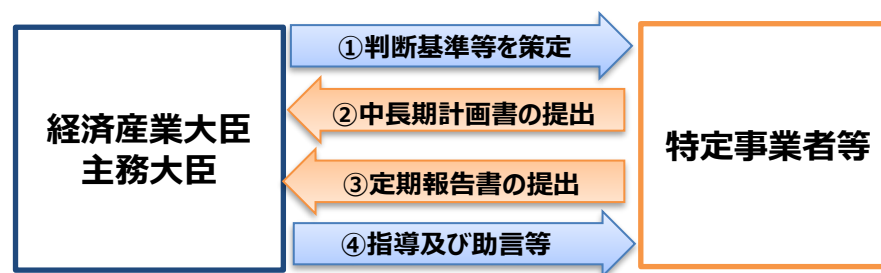 経済産業大臣
主務大臣
①判断基準等を策定
②中長期計画書の提出
③定期報告書の提出
④指導及び助言等
特定事業者等